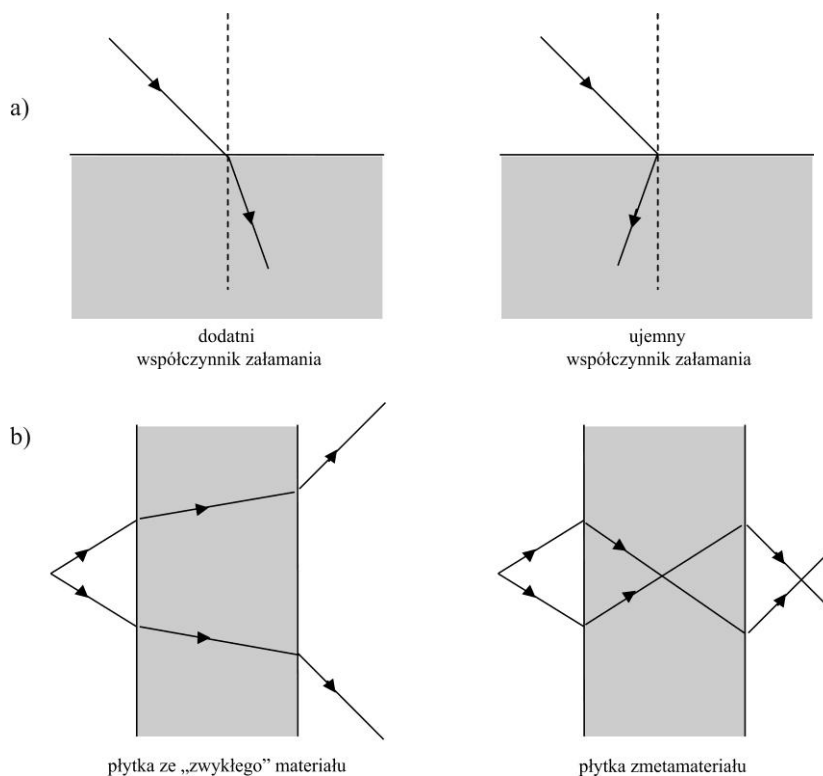 a)
dodatni
współczynnik załamania
ujemny
współczynnik załamania
b)
płytka ze „zwykłego” materiału
płytka zmetamateriału